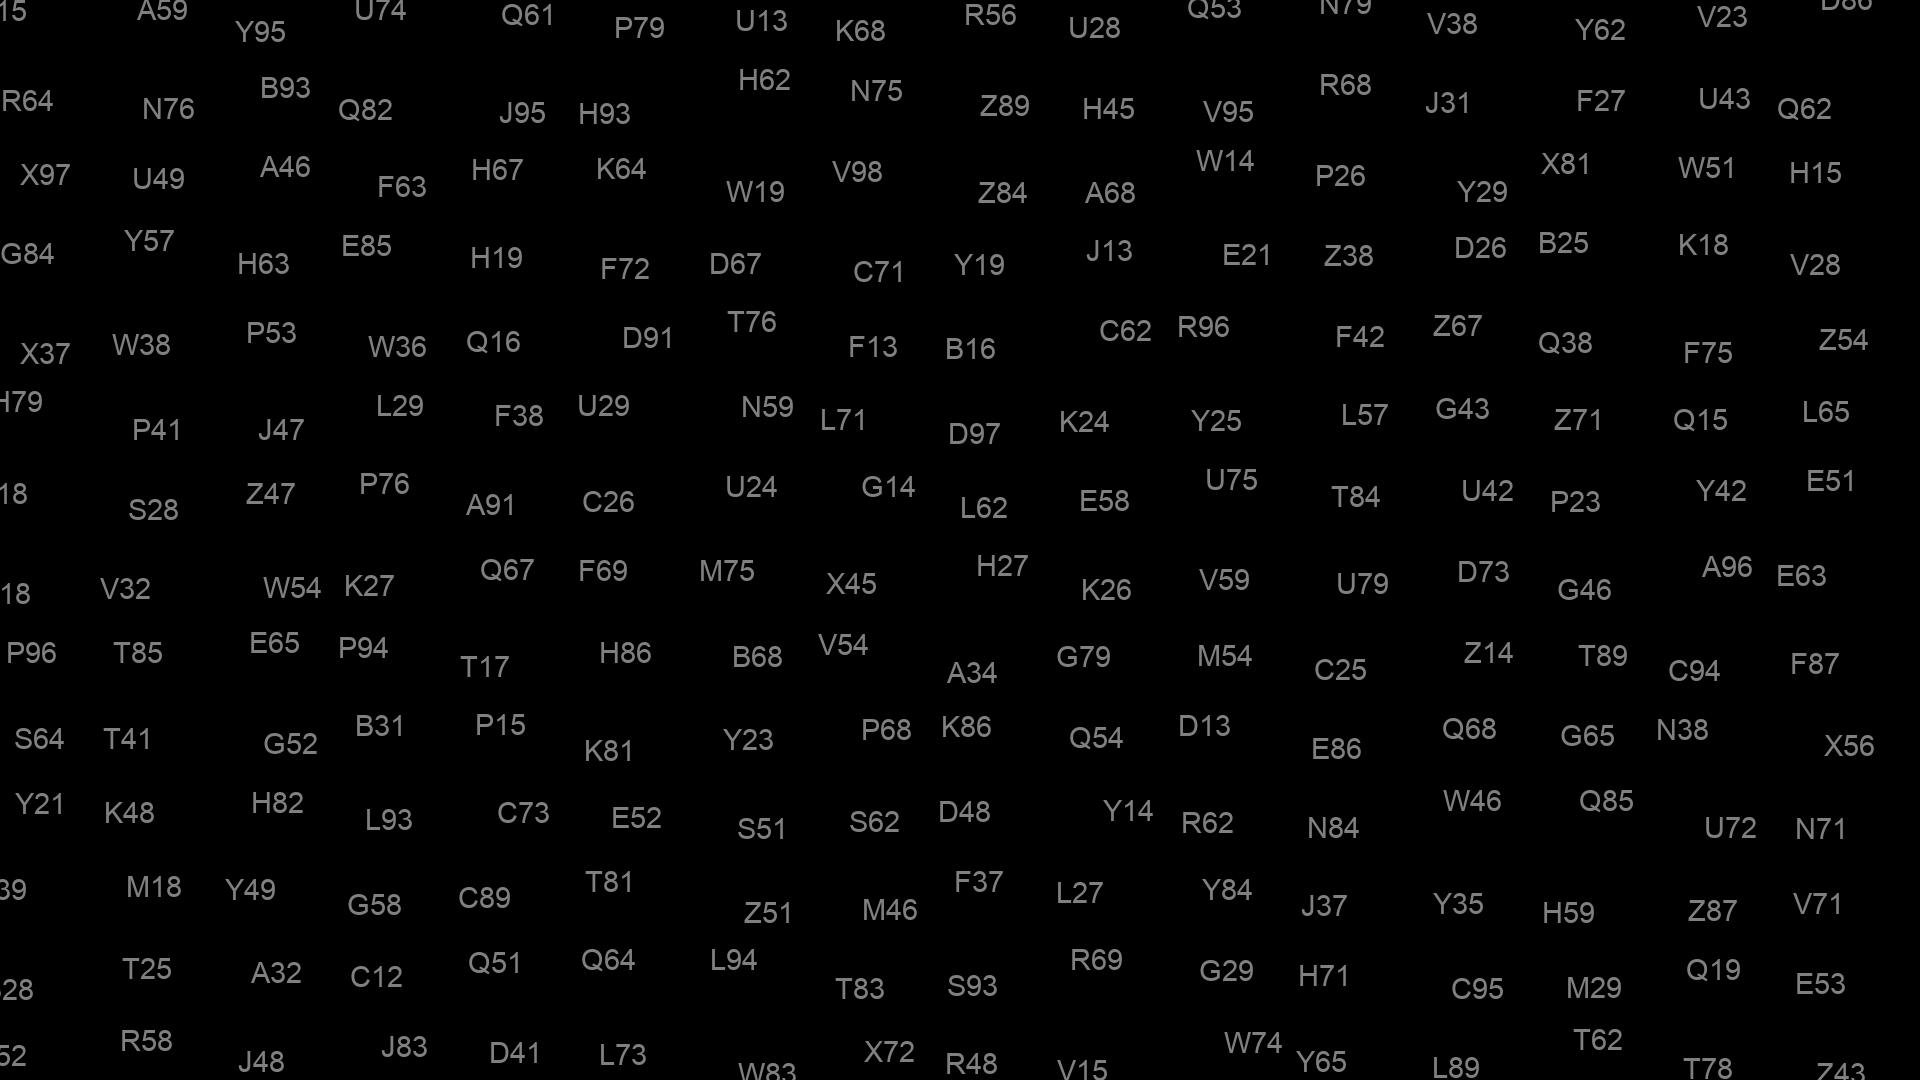 15 A59 Y95 U74 Q61 P79 U13 K68 R56 U28 Q53 N79 V38 Y62 V23 D86
R64 N76 B93 Q82 J95 H93 H62 N75 Z89 H45 V95 R68 J31 F27 U43 Q62
X97 U49 A46 F63 H67 K64 W19 V98 Z84 A68 W14 P26 Y29 X81 W51 H15
G84 Y57 H63 E85 H19 F72 D67 C71 Y19 J13 E21 Z38 D26 B25 K18 V28
X37 W38 P53 W36 Q16 D91 T76 F13 B16 C62 R96 F42 Z67 Q38 F75 Z54
H79 P41 J47 L29 F38 U29 N59 L71 D97 K24 Y25 L57 G43 Z71 Q15 L65
18 S28 Z47 P76 A91 C26 U24 G14 L62 E58 U75 T84 U42 P23 Y42 E51
18 V32 W54 K27 Q67 F69 M75 X45 H27 K26 V59 U79 D73 G46 A96 E63
P96 T85 E65 P94 T17 H86 B68 V54 A34 G79 M54 C25 Z14 T89 C94 F87
S64 T41 G52 B31 P15 K81 Y23 P68 K86 Q54 D13 E86 Q68 G65 N38 X56
Y21 K48 H82 L93 C73 E52 S51 S62 D48 Y14 R62 N84 W46 Q85 U72 N71
39 M18 Y49 G58 C89 T81 Z51 M46 F37 L27 Y84 J37 Y35 H59 Z87 V71
28 T25 A32 C12 Q51 Q64 L94 T83 S93 R69 G29 H71 C95 M29 Q19 E53
52 R58 J48 J83 D41 L73 W83 X72 R48 V15 W74 Y65 L89 T62 T78 Z43